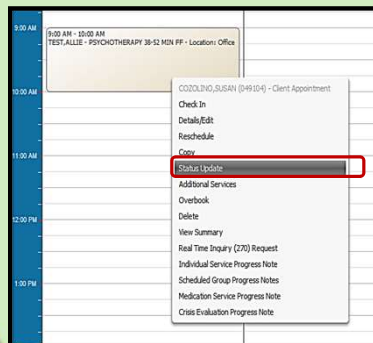 9:00 AM
9:00 AM - 10:00 AM
TEST,ALLIE - PSYCHOTHERAPY 38-52 MIN FF - Location: Office
10:00 AM
COZOLINO,SUSAN (049104) - Client Appointment
Check In
Details/Edit
Reschedule
Copy
11:00 AM
Status Update
Additional Services
Overbook
12:00 PM
Delete
View Summary
Real Time Inquiry (270) Request
Individual Service Progress Note
1:00 PM
Scheduled Group Progress Notes
Medication Service Progress Note
Crisis Evaluation Progress Note